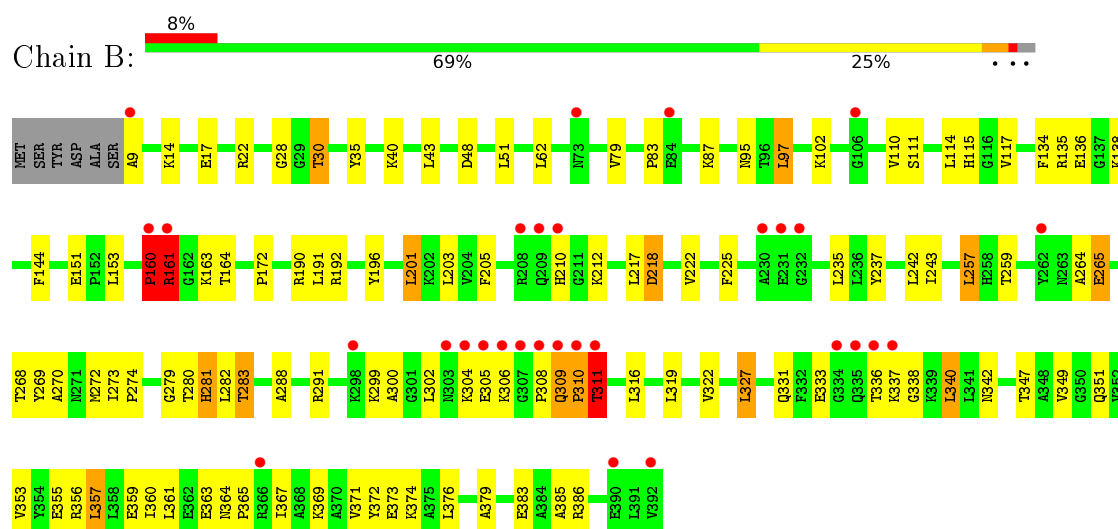 8%
Chain B:
69% 25% • • •
MET SER TYR ASP ALA SER A9 K14 E17 R22 G28 G29 T30 Y35 K40 L43 D48 L51 L62 N73 V79 P83 E84 K87 N95 T96 L97 K102 G106 V110 S111 L114 H115 G116 V117 F134 R135 E136 G137 K138
F144 E151 P152 L153 P160 R161 G162 K163 T164 P172 R190 L191 R192 Y196 L201 K202 L203 V204 F205 R208 Q209 H210 G211 K212 L217 D218 V222 F225 A230 E231 G232 L235 L236 Y237 L242 I243 L257 H258 T259 Y262 N263 A264 E265
T268 Y269 A270 N271 M272 I273 P274 G279 T280 H281 L282 T283 A288 R291 K298 K299 A300 G301 L302 N303 K304 E305 K306 G307 P308 Q309 P310 T311 L316 L319 V322 L327 Q331 F332 E333 G334 Q335 T336 K337 G338 K339 L340 L341 N342 T347 A348 V349 G350 Q351 V352
V353 Y354 E355 R356 L357 L358 E359 I360 L361 E362 E363 N364 P365 R366 I367 A368 K369 A370 V371 Y372 E373 K374 A375 L376 A379 E383 A384 A385 R386 E390 L391 V392